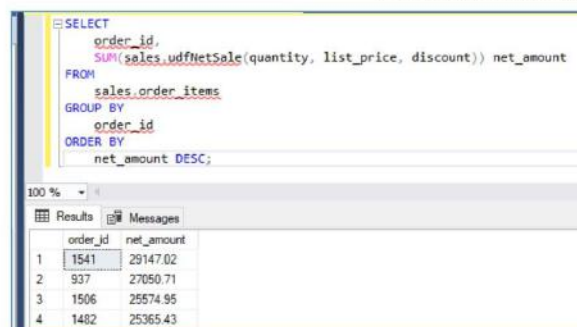 SELECT
order_id,
SUM(sales.udfNetSale(quantity, list_price, discount)) net_amount
FROM
sales.order_items
GROUP BY
order_id
ORDER BY
net_amount DESC;
100 %
Results Messages
order_id net_amount
1 1541 29147.02
2 937 27050.71
3 1506 25574.95
4 1482 25365.43